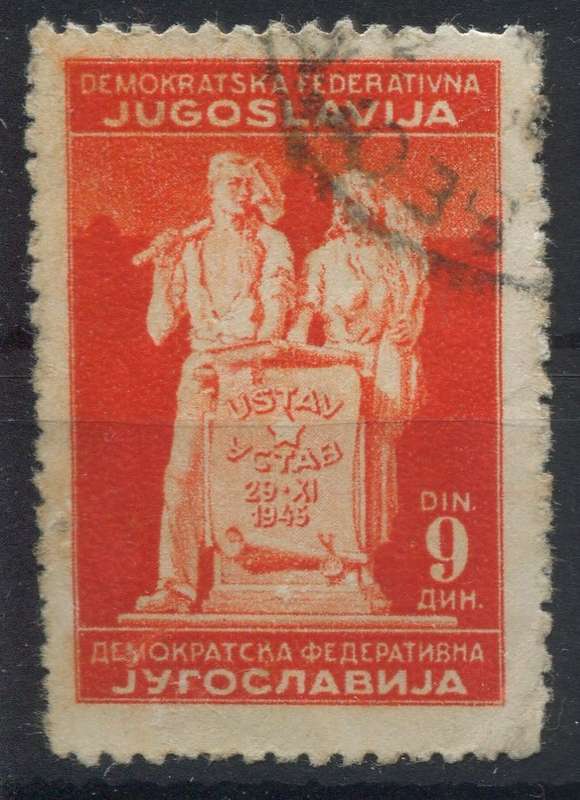 DEMOKRATSKA FEDERATIVNA
JUGOSLAVIJA
USTAV
УСТАВ
29·XI
1945
DIN.
9
ДИН.
ДЕМОКРАТСКА ФЕДЕРАТИВНА
ЈУГОСЛАВИЈА